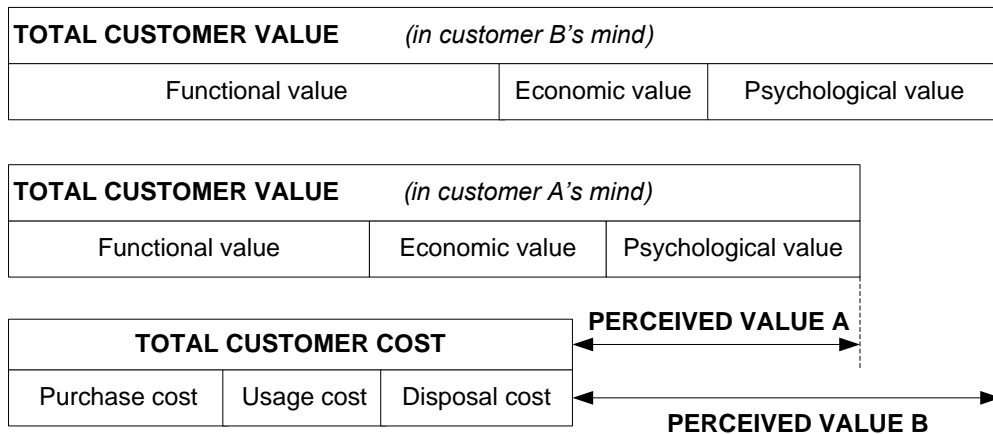 TOTAL CUSTOMER VALUE (in customer B's mind)
Functional value Economic value Psychological value
TOTAL CUSTOMER VALUE (in customer A's mind)
Functional value Economic value Psychological value
PERCEIVED VALUE A
TOTAL CUSTOMER COST
Purchase cost Usage cost Disposal cost
PERCEIVED VALUE B